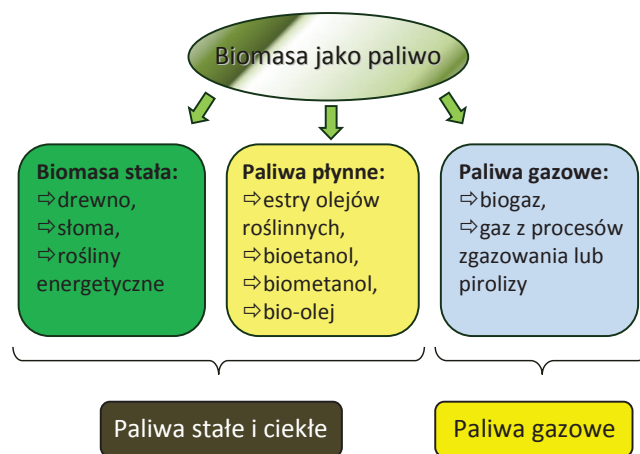 Biomasa jako paliwo
Biomasa stała:
⇨drewno,
⇨słoma,
⇨rośliny
energetyczne
Paliwa płynne:
⇨estry olejów
roślinnych,
⇨bioetanol,
⇨biometanol,
⇨bio-olej
Paliwa gazowe:
⇨biogaz,
⇨gaz z procesów
zgazowania lub
pirolizy
Paliwa stałe i ciekłe
Paliwa gazowe